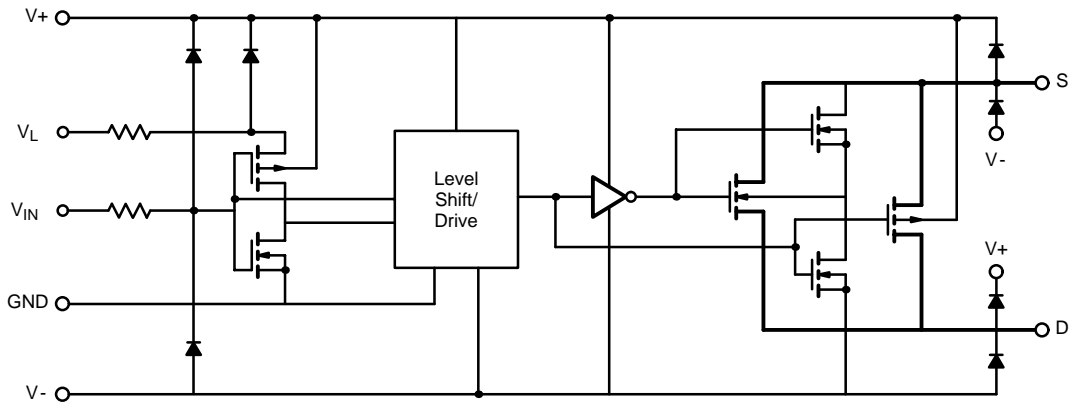 V+
S
V-
VL
Level
Shift/
Drive
VIN
V+
GND
D
V-